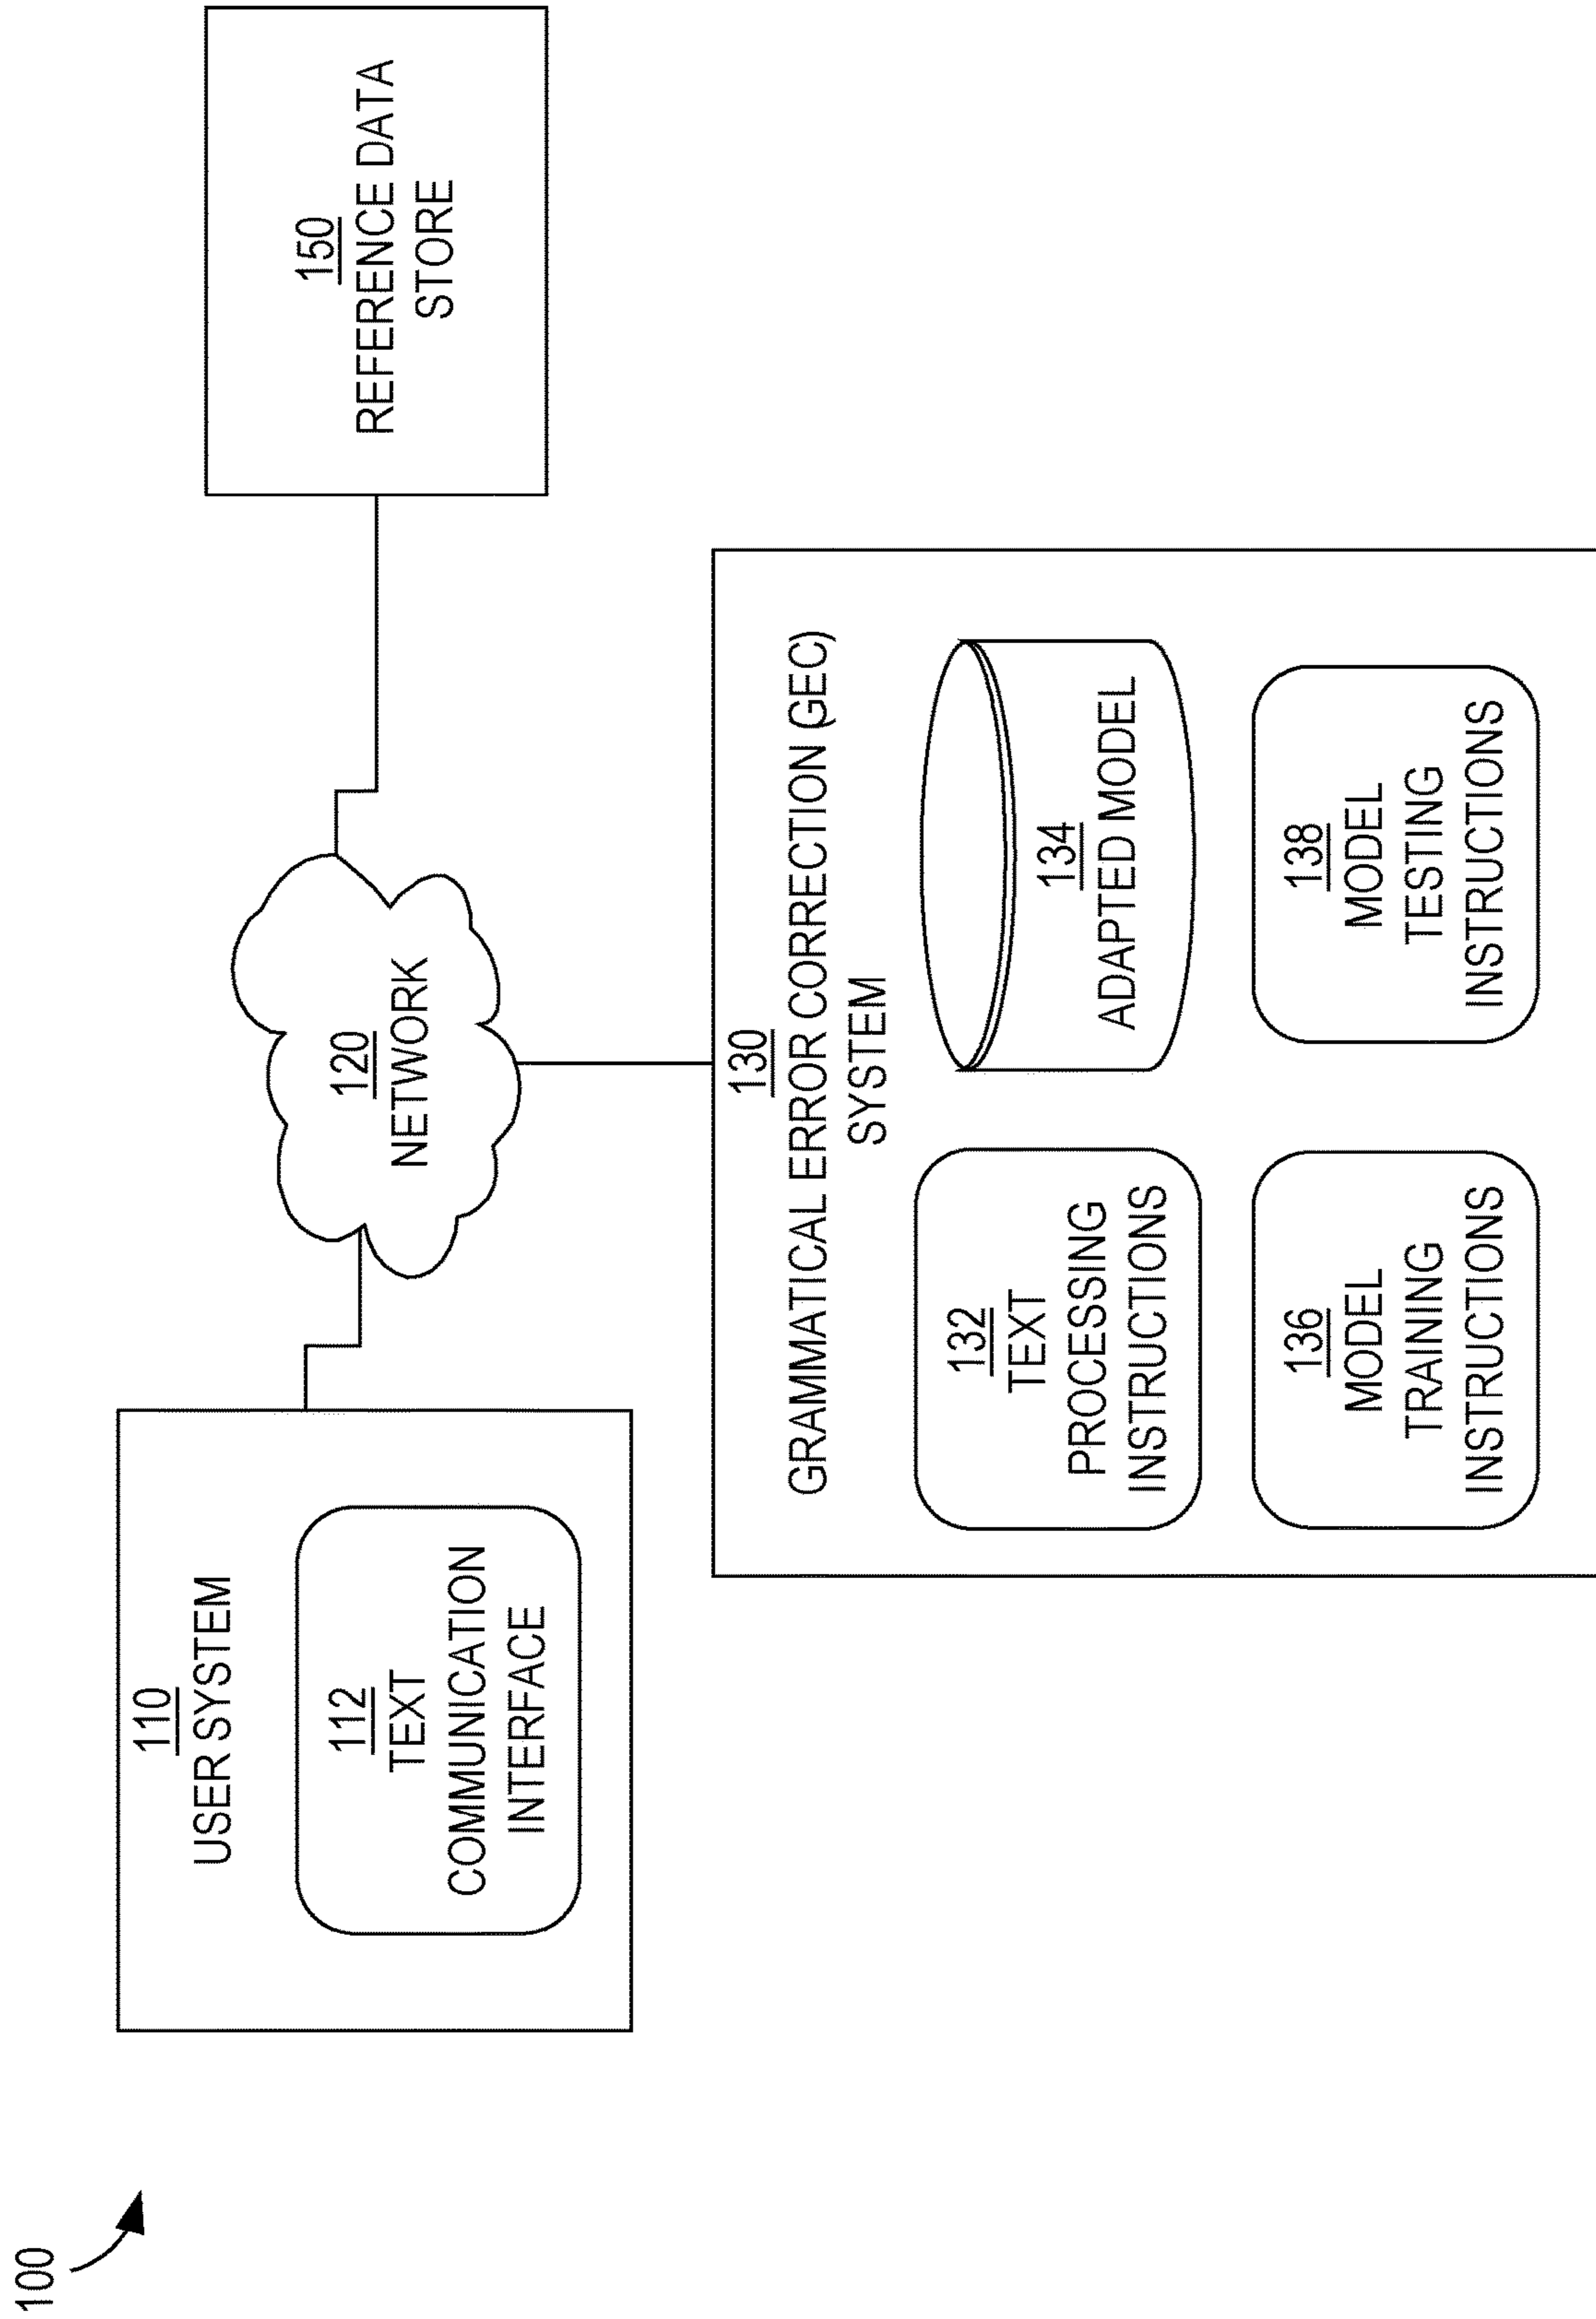 100
110
USER SYSTEM
112
TEXT
COMMUNICATION
INTERFACE
120
NETWORK
150
REFERENCE DATA
STORE
130
GRAMMATICAL ERROR CORRECTION (GEC)
SYSTEM
132
TEXT
PROCESSING
INSTRUCTIONS
134
ADAPTED MODEL
136
MODEL
TRAINING
INSTRUCTIONS
138
MODEL
TESTING
INSTRUCTIONS